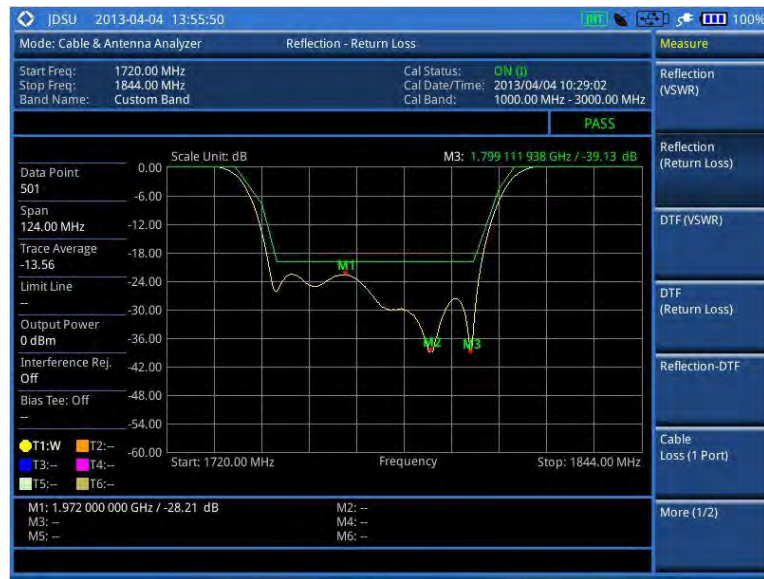 JDSU 2013-04-04 13:55:50 INT 100%
Mode: Cable & Antenna Analyzer Reflection - Return Loss Measure
Start Freq: 1720.00 MHz Cal Status: ON (I)
Stop Freq: 1844.00 MHz Cal Date/Time: 2013/04/04 10:29:02
Band Name: Custom Band Cal Band: 1000.00 MHz - 3000.00 MHz
PASS
Reflection
(VSWR)
Reflection
(Return Loss)
DTF (VSWR)
DTF
(Return Loss)
Reflection-DTF
Cable
Loss (1 Port)
More (1/2)
Scale Unit: dB M3: 1.799 111 938 GHz / -39.13 dB
Data Point
501
Span
124.00 MHz
Trace Average
-13.56
Limit Line
--
Output Power
0 dBm
Interference Rej.
Off
Bias Tee: Off
--
T1:W T2:--
T3:-- T4:--
T5:-- T6:--
0.00
-6.00
-12.00
-18.00
-24.00
-30.00
-36.00
-42.00
-48.00
-54.00
-60.00
M1
M2 M3
Start: 1720.00 MHz Frequency Stop: 1844.00 MHz
M1: 1.972 000 000 GHz / -28.21 dB M2: --
M3: -- M4: --
M5: -- M6: --